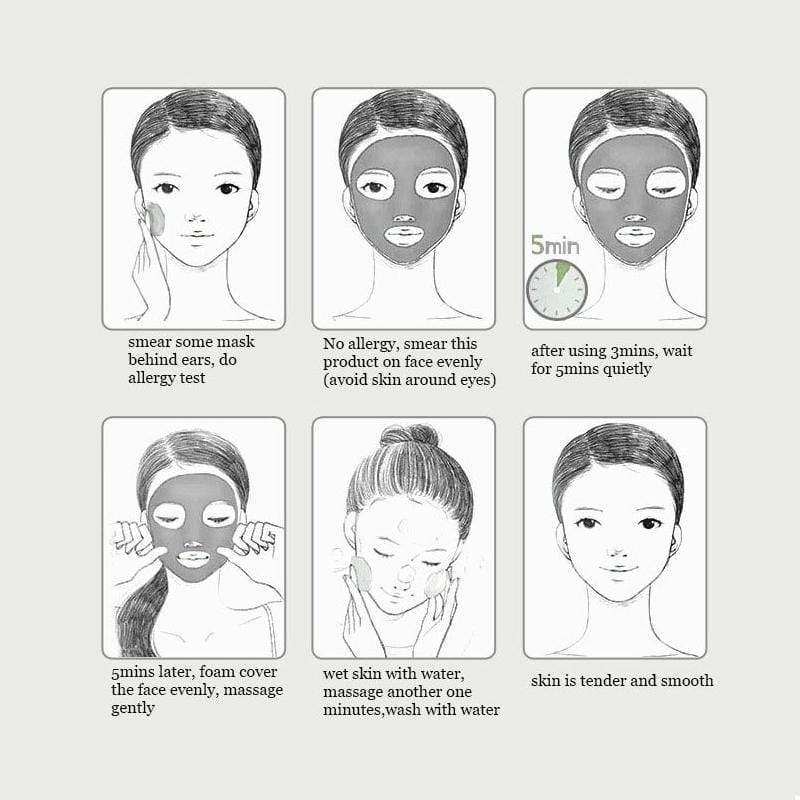 5min
smear some mask
behind ears, do
allergy test
No allergy, smear this
product on face evenly
(avoid skin around eyes)
after using 3mins, wait
for 5mins quietly
5mins later, foam cover
the face evenly, massage
gently
wet skin with water,
massage another one
minutes,wash with water
skin is tender and smooth